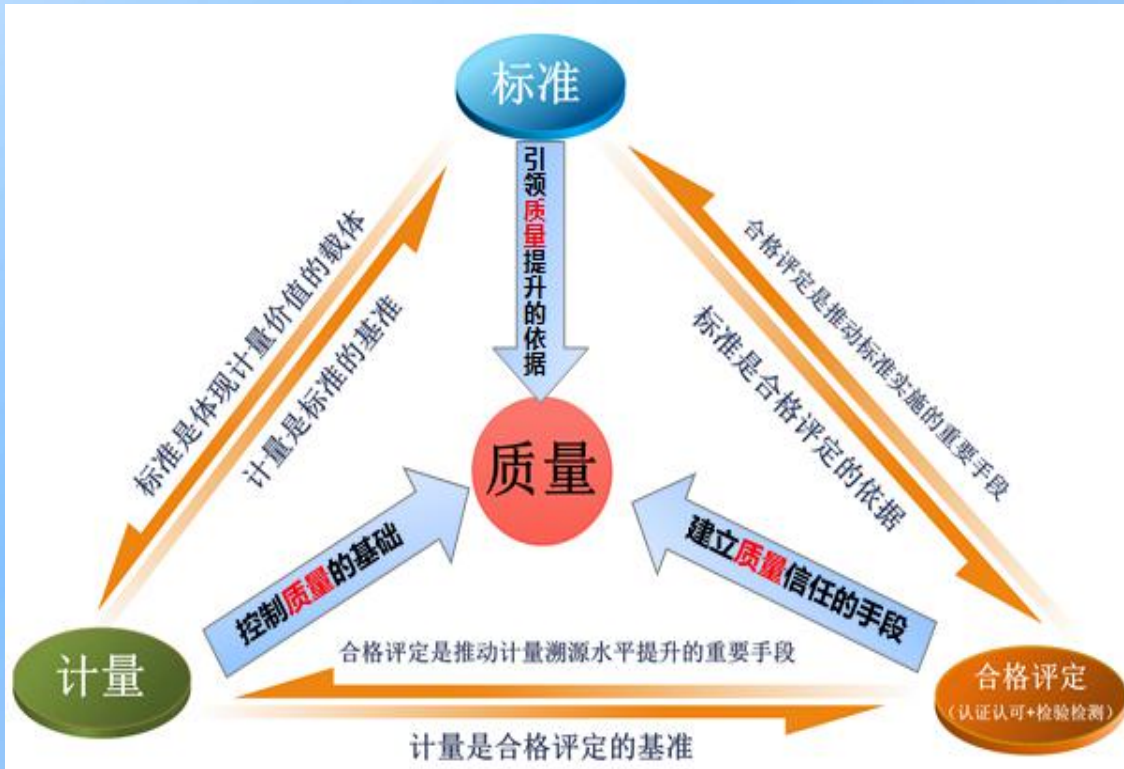 标准
引领质量提升的依据
标准是体现计量价值的载体
计量是标准的基准
合格评定是推动标准实施的重要手段
标准是合格评定的依据
质量
控制质量的基础
建立质量信任的手段
计量
合格评定是推动计量溯源水平提升的重要手段
合格评定
（认证认可+检验检测）
计量是合格评定的基准